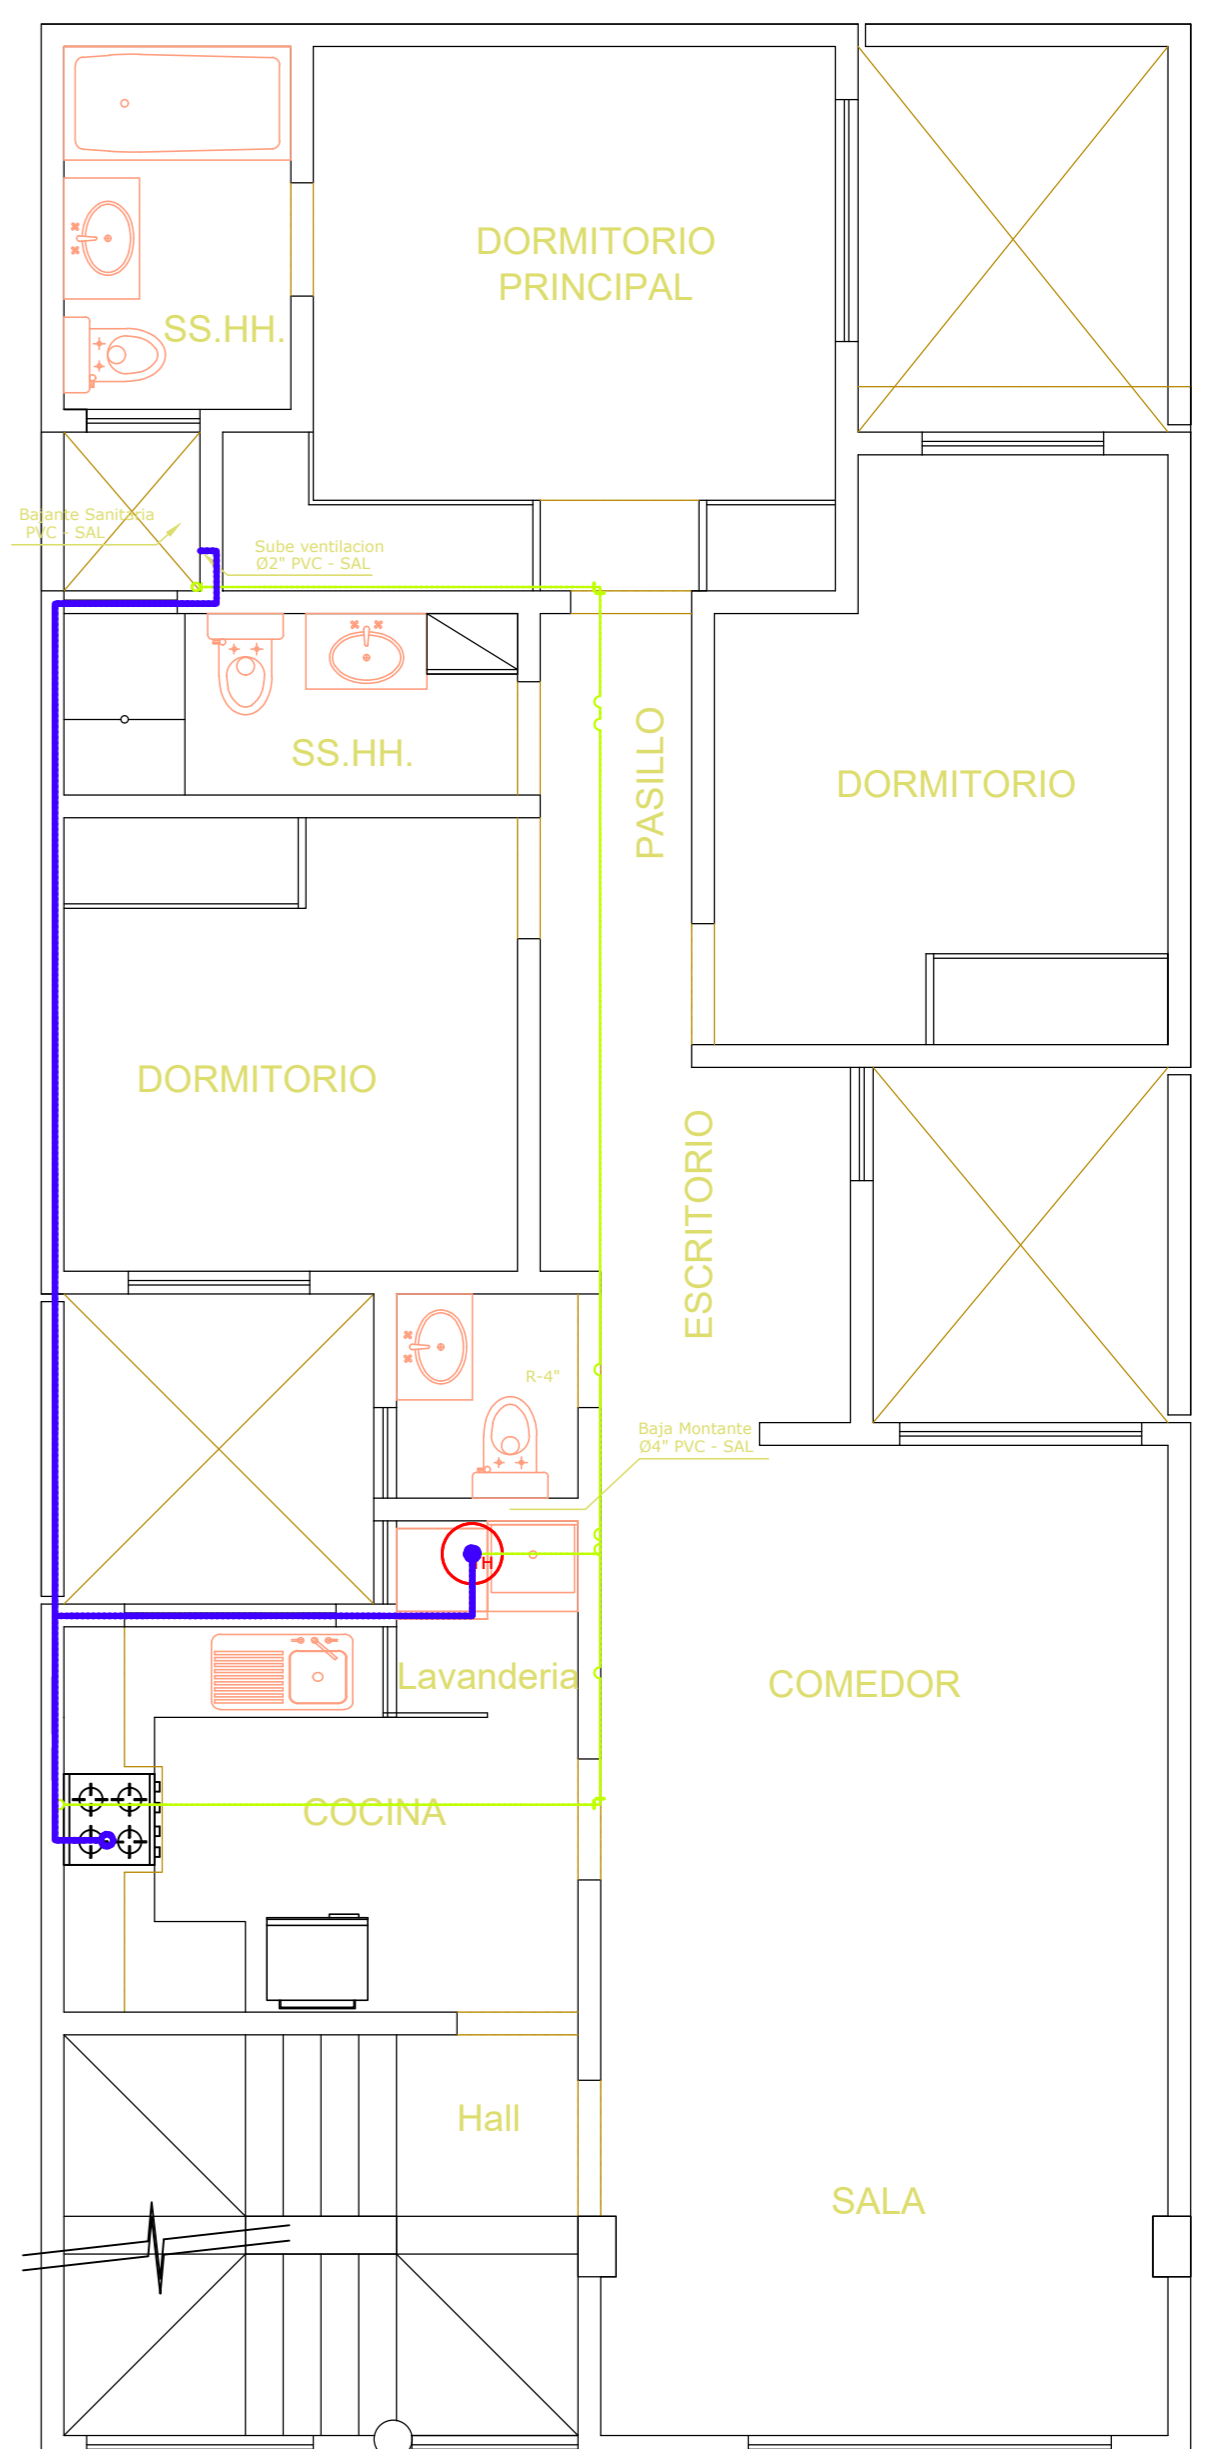 DORMITORIO
PRINCIPAL
SS.HH.
Bajante Sanitaria
PVC - SAL
Sube ventilacion
Ø2" PVC - SAL
SS.HH.
PASILLO
DORMITORIO
DORMITORIO
ESCRITORIO
R-4"
Baja Montante
Ø4" PVC - SAL
Lavanderia
COMEDOR
COCINA
Hall
SALA